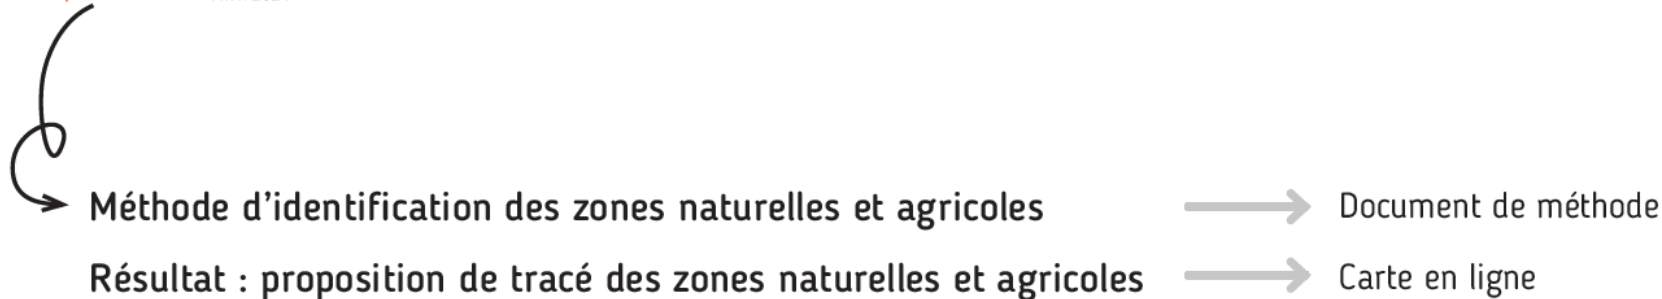 Méthode d’identification des zones naturelles et agricoles Document de méthode
Résultat : proposition de tracé des zones naturelles et agricoles Carte en ligne